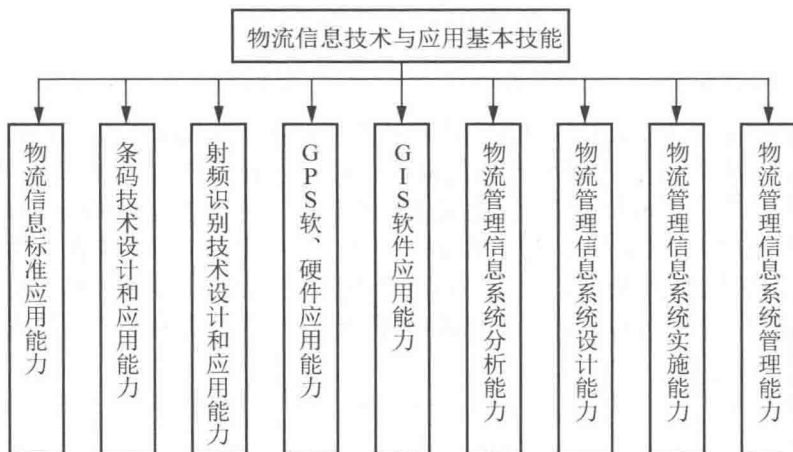 物流信息技术与应用基本技能
物流信息标准应用能力
条码技术设计和应用能力
射频识别技术设计和应用能力
GPS软、硬件应用能力
GIS软件应用能力
物流管理信息系统分析能力
物流管理信息系统设计能力
物流管理信息系统实施能力
物流管理信息系统管理能力